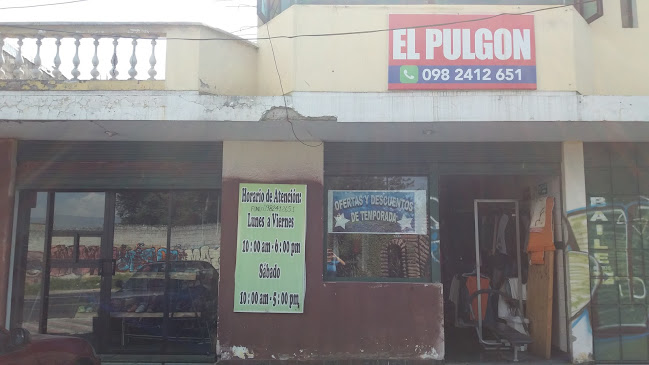 EL PULGON
098 2412 651
Horario de Atención:
Lunes a Viernes
10 : 00 am - 6 : 00 pm
Sábado
10 : 00 am - 5 : 00 pm
OFERTAS Y DESCUENTOS
DE TEMPORADA
BAILE